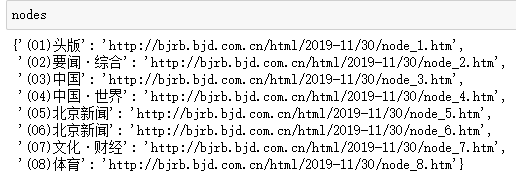 nodes
{'(01)头版': 'http://bjrb.bjd.com.cn/html/2019-11/30/node_1.htm',
'(02)要闻·综合': 'http://bjrb.bjd.com.cn/html/2019-11/30/node_2.htm',
'(03)中国': 'http://bjrb.bjd.com.cn/html/2019-11/30/node_3.htm',
'(04)中国·世界': 'http://bjrb.bjd.com.cn/html/2019-11/30/node_4.htm',
'(05)北京新闻': 'http://bjrb.bjd.com.cn/html/2019-11/30/node_5.htm',
'(06)北京新闻': 'http://bjrb.bjd.com.cn/html/2019-11/30/node_6.htm',
'(07)文化·财经': 'http://bjrb.bjd.com.cn/html/2019-11/30/node_7.htm',
'(08)体育': 'http://bjrb.bjd.com.cn/html/2019-11/30/node_8.htm'}